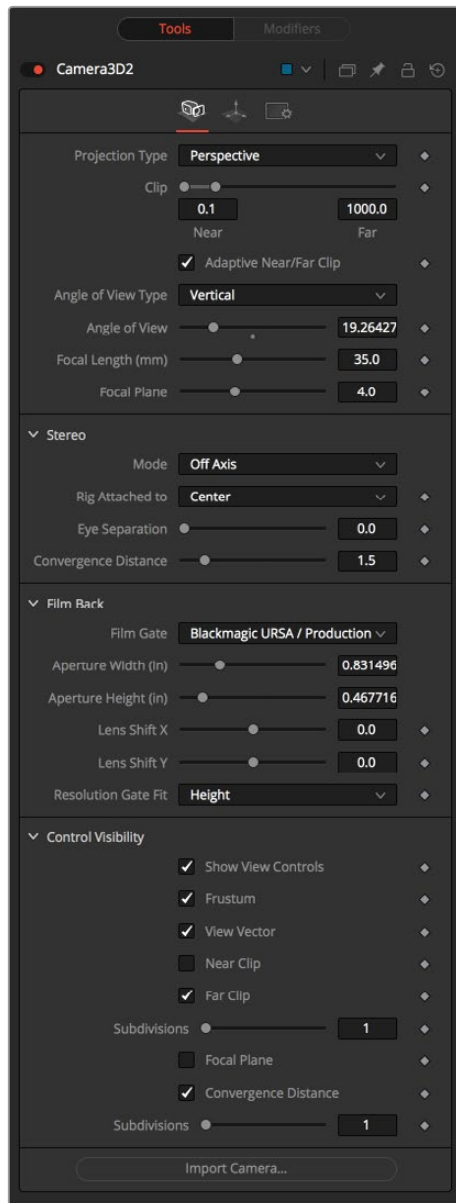 Tools Modifiers
Camera3D2
Projection Type Perspective
Clip
0.1 1000.0
Near Far
Adaptive Near/Far Clip
Angle of View Type Vertical
Angle of View 19.26427
Focal Length (mm) 35.0
Focal Plane 4.0
Stereo
Mode Off Axis
Rig Attached to Center
Eye Separation 0.0
Convergence Distance 1.5
Film Back
Film Gate Blackmagic URSA / Production
Aperture Width (in) 0.831496
Aperture Height (in) 0.467716
Lens Shift X 0.0
Lens Shift Y 0.0
Resolution Gate Fit Height
Control Visibility
Show View Controls
Frustum
View Vector
Near Clip
Far Clip
Subdivisions 1
Focal Plane
Convergence Distance
Subdivisions 1
Import Camera...